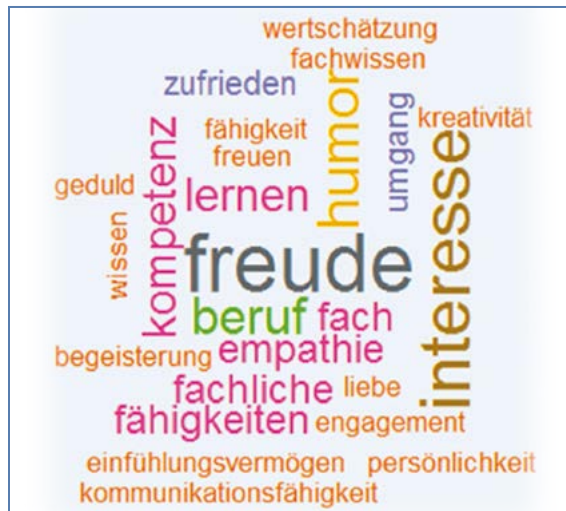 wertschätzung
fachwissen
zufrieden
humor
umgang
kreativität
fähigkeit
freuen
kompetenz
geduld
lernen
interesse
wissen
freude
beruf
fach
begeisterung
empathie
fachliche
liebe
fähigkeiten
engagement
einfühlungsvermögen
persönlichkeit
kommunikationsfähigkeit